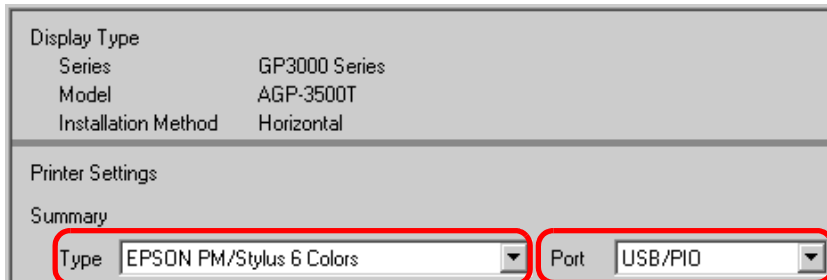 Display Type
Series GP3000 Series
Model AGP-3500T
Installation Method Horizontal
Printer Settings
Summary
Type EPSON PM/Stylus 6 Colors Port USB/PIO